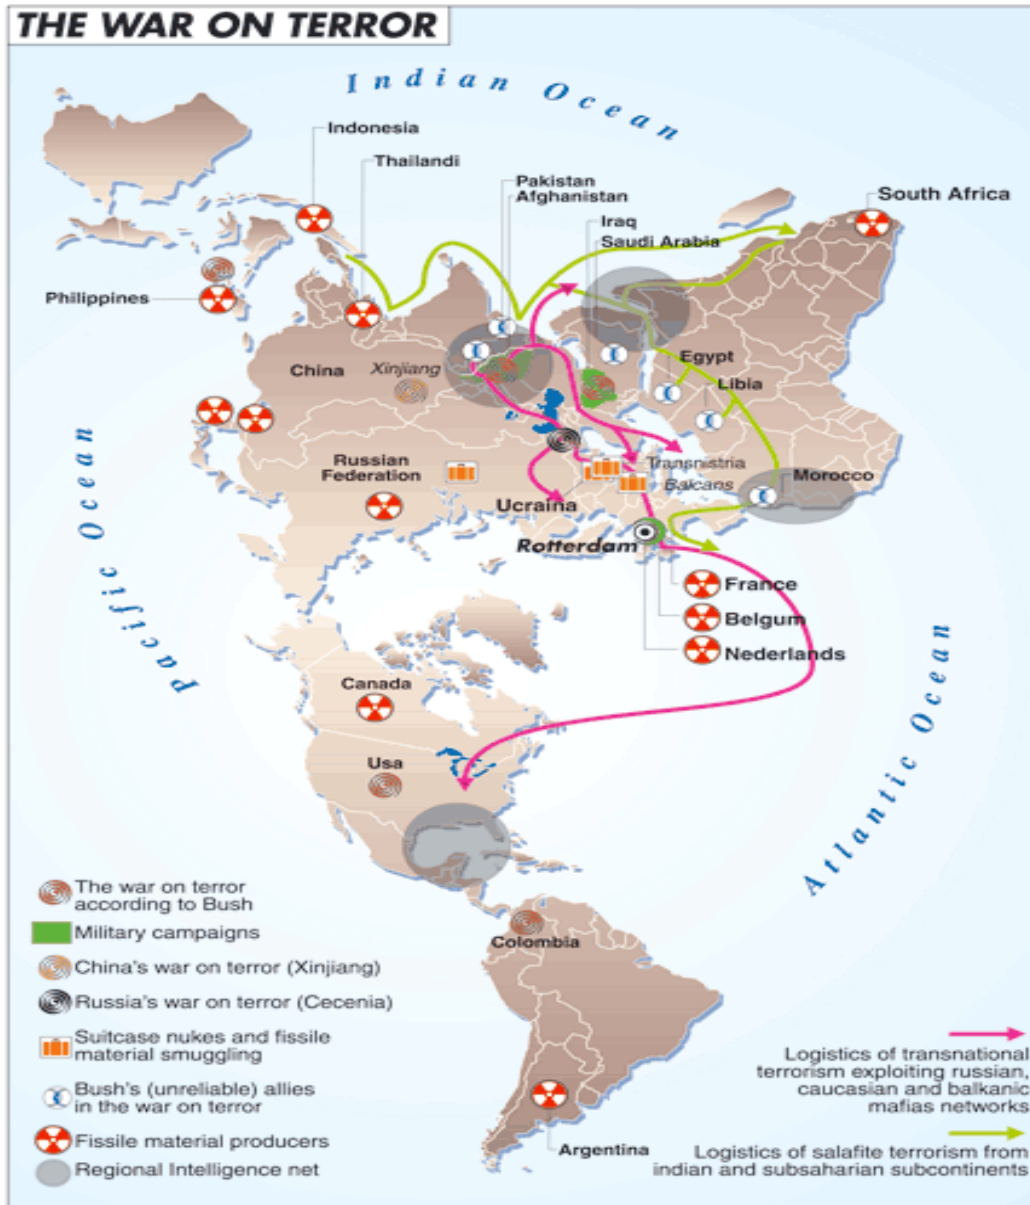 THE WAR ON TERROR
Indian Ocean
Indonesia
Thailandi
Pakistan
Afghanistan
Iraq
Saudi Arabia
South Africa
Philippines
China
Xinjiang
Egypt
Libia
Russian
Federation
Transnistria
Balcans
Morocco
Ucraina
Rotterdam
Pacific Ocean
France
Belgum
Nederlands
Canada
Usa
Atlantic Ocean
Colombia
Argentina
The war on terror
according to Bush
Military campaigns
China's war on terror (Xinjiang)
Russia's war on terror (Cecenia)
Suitcase nukes and fissile
material smuggling
Bush's (unreliable) allies
in the war on terror
Fissile material producers
Regional Intelligence net
Logistics of transnational
terrorism exploiting russian,
caucasian and balkanic
mafias networks
Logistics of salafite terrorism from
indian and subsaharian subcontinents